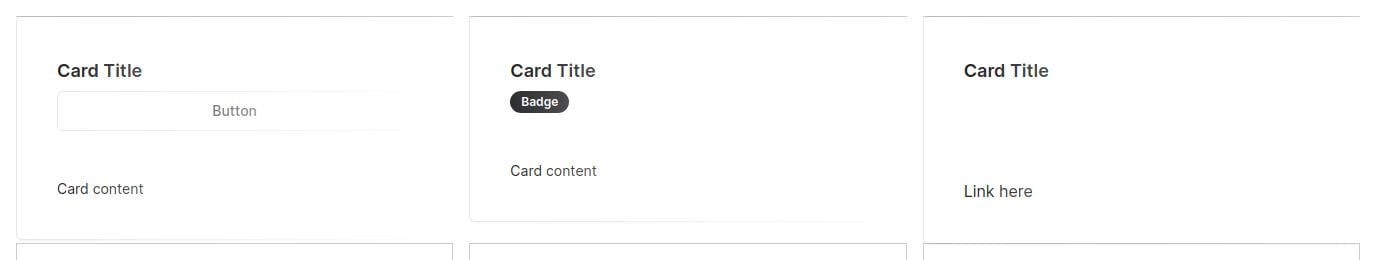 Card Title
Button
Card content
Card Title
Badge
Card content
Card Title
Link here